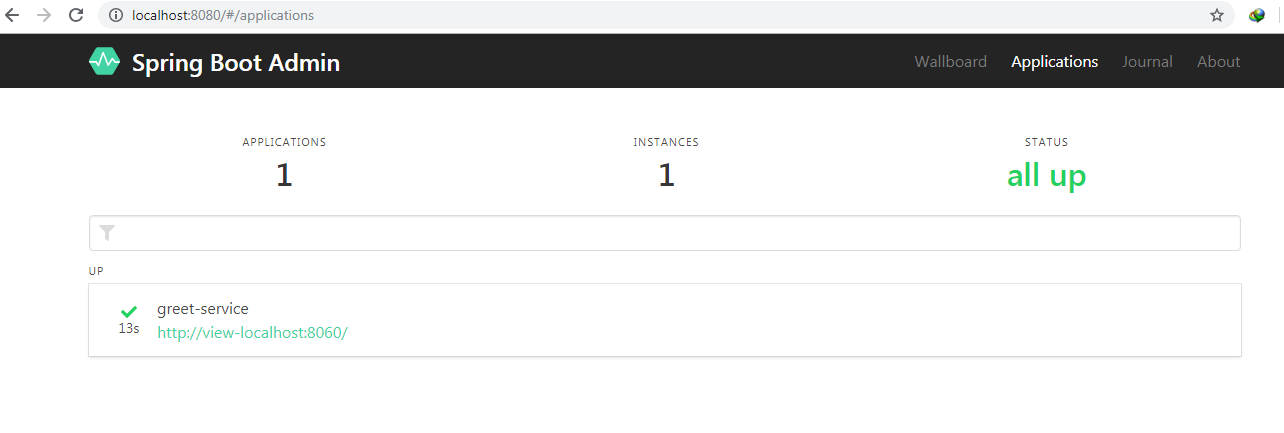 localhost:8080/#/applications
Spring Boot Admin Wallboard Applications Journal About
APPLICATIONS INSTANCES STATUS
1 1 all up
UP
greet-service
13s
http://view-localhost:8060/